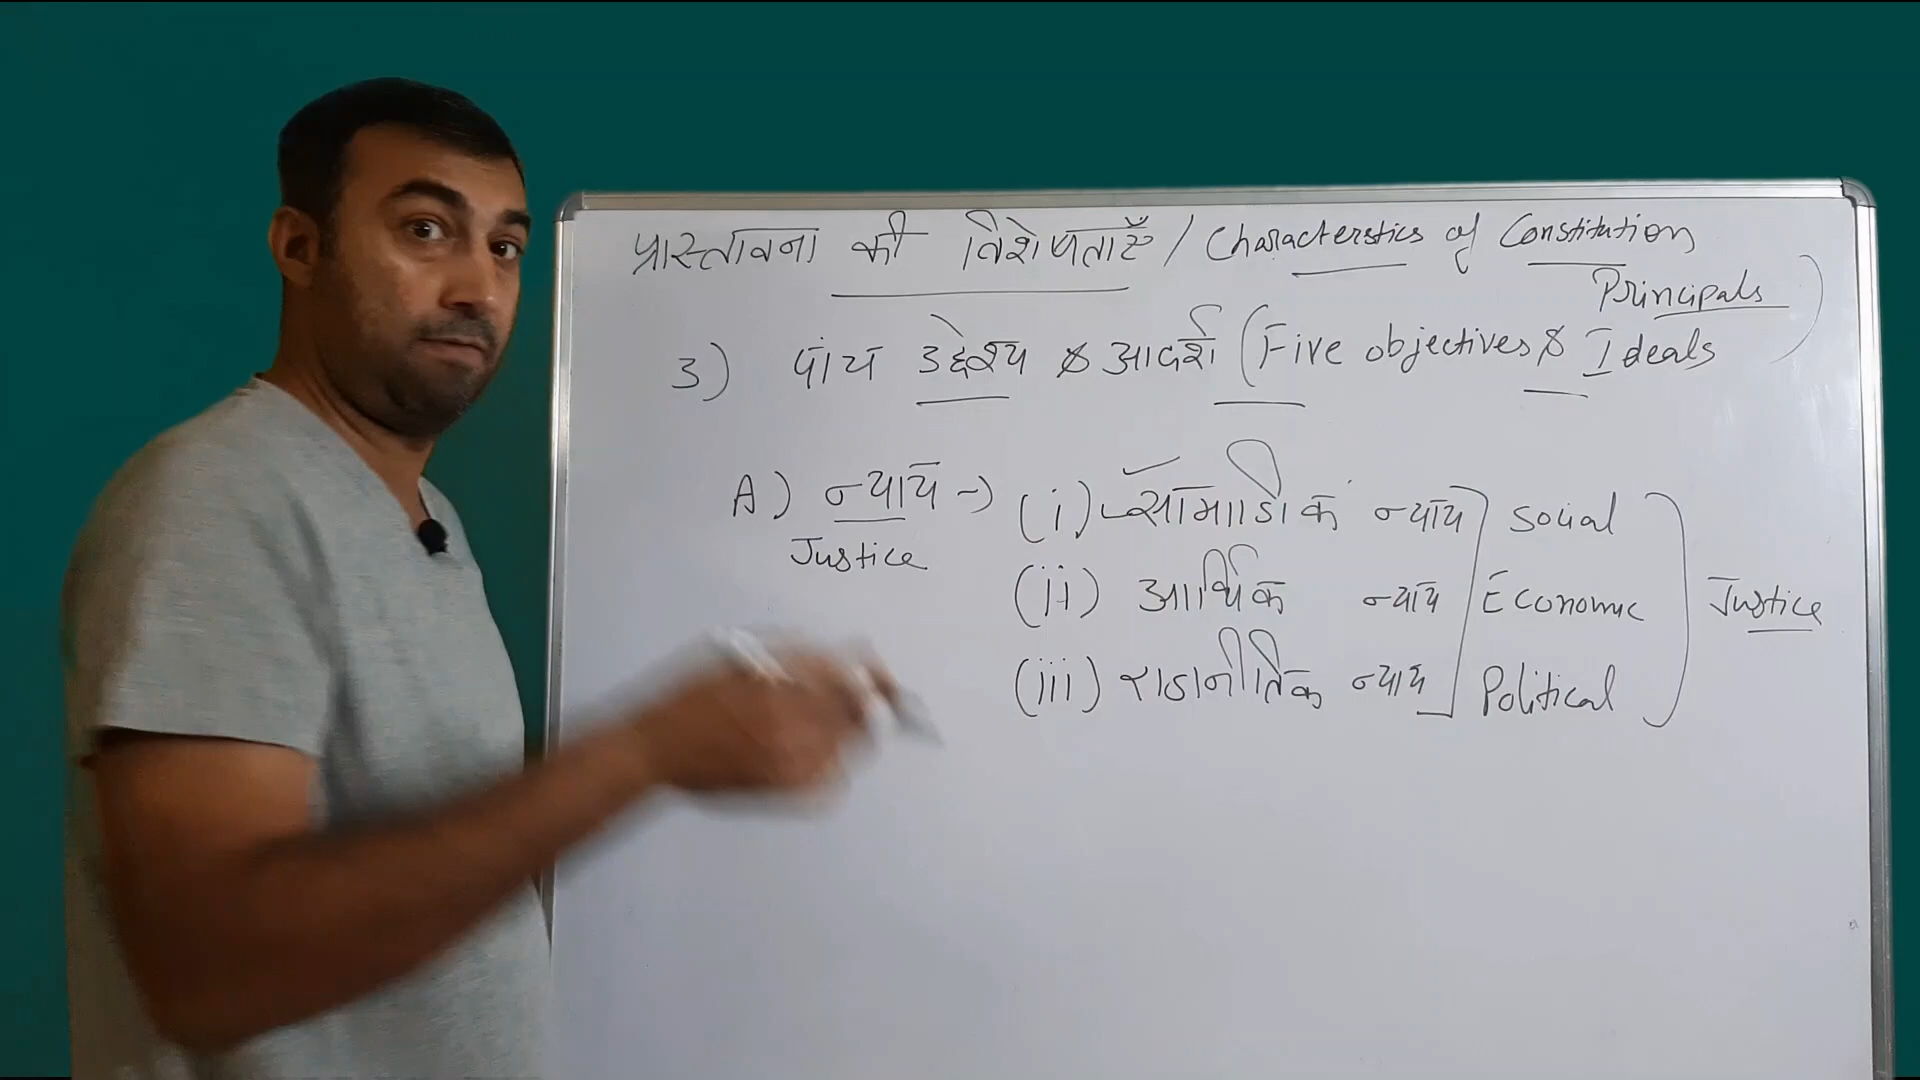 प्रास्तावना की विशेषताएँ / Characterstics of Constitution
Principals
3) पांच उद्देश्य & आदर्श (Five objectives & Ideals)
A) न्याय -> (i) सामाजिक न्याय Social
Justice
(ii) आर्थिक न्याय Economic Justice
(iii) राजनीतिक न्याय Political